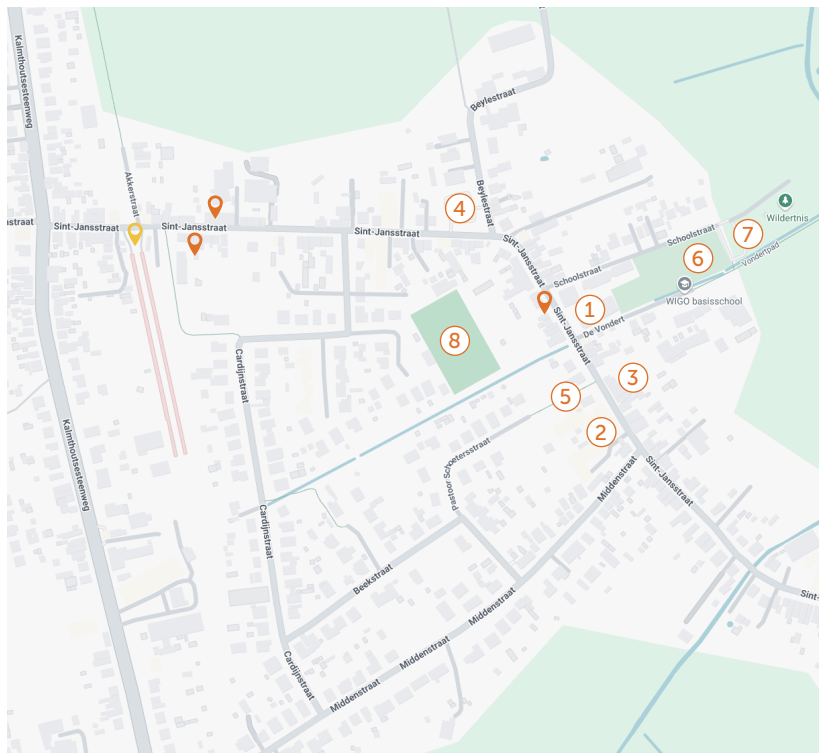 Kalmthoutsesteenweg
Beylestraat
Akkerstraat
Beylestraat
4
Wildertnis
Sint-Jansstraat
Sint-Jansstraat
Sint-Jansstraat
Schoolstraat
7
Sint-Jansstraat
6
Vondertpad
Schoolstraat
WIGO basisschool
1
De Vondert
Sint-Jansstraat
8
Cardijnstraat
3
5
2
Kalmthoutsesteenweg
Pastoor Schoetersstraat
Middenstraat
Sint-Jansstraat
Cardijnstraat
Beekstraat
Middenstraat
Sint-
Middenstraat
Cardijnstraat
Middenstraat